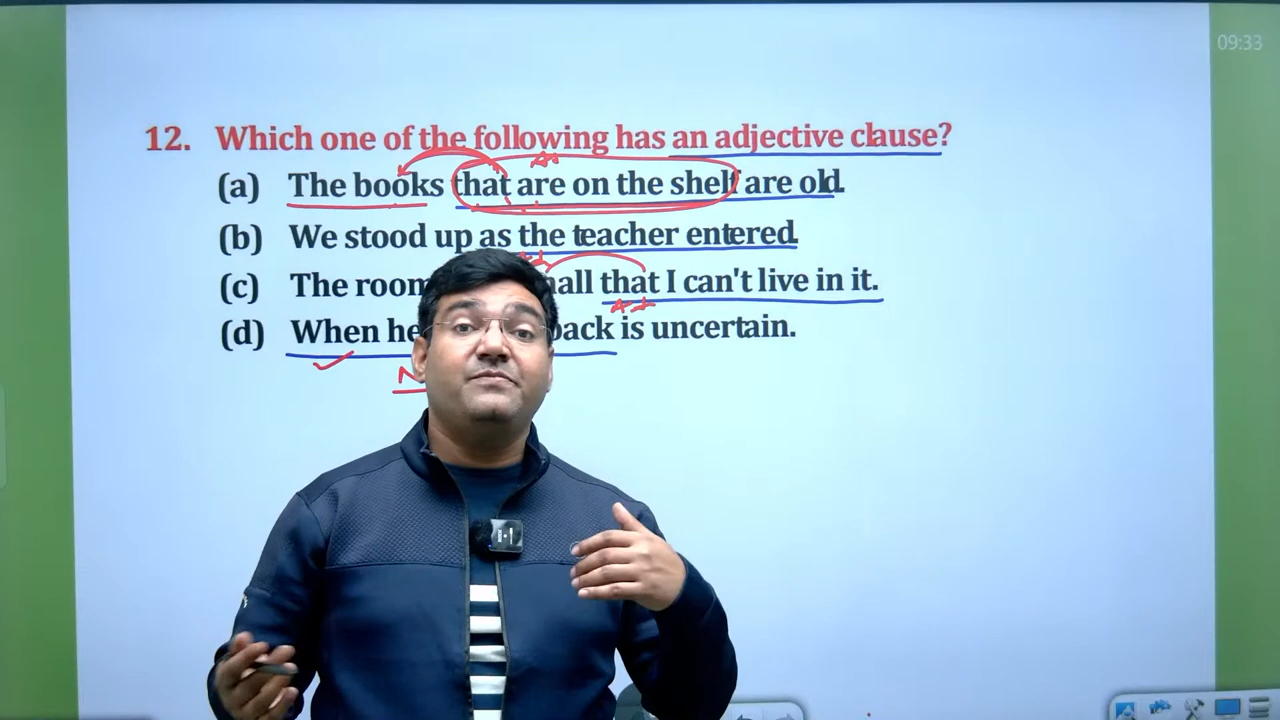 09:33
12. Which one of the following has an adjective clause?
(a) The books that are on the shelf are old.
(b) We stood up as the teacher entered.
(c) The room that I can't live in it.
(d) When he back is uncertain.
N